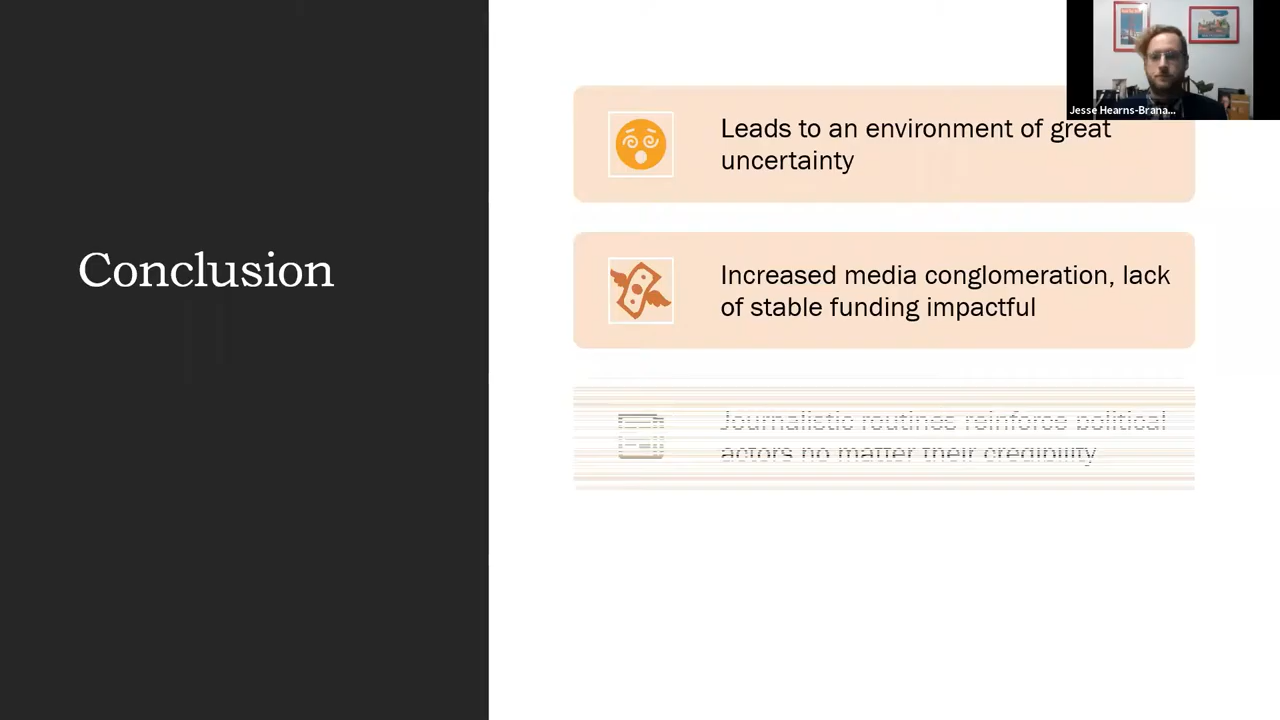 Jesse Hearns-Brana...
Leads to an environment of great
uncertainty
Conclusion
Increased media conglomeration, lack
of stable funding impactful
Journalistic routines reinforce political
actors no matter their credibility